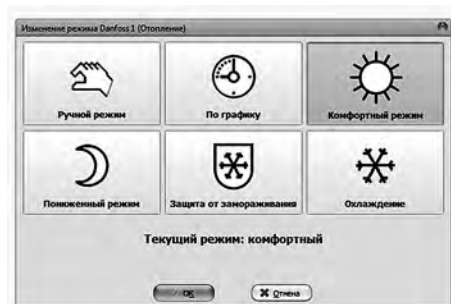 Изменение режима Danfoss 1 (Отопление)
Ручной режим
По графику
Комфортный режим
Пониженный режим
Защита от замораживания
Охлаждение
Текущий режим: комфортный
OK
Отмена